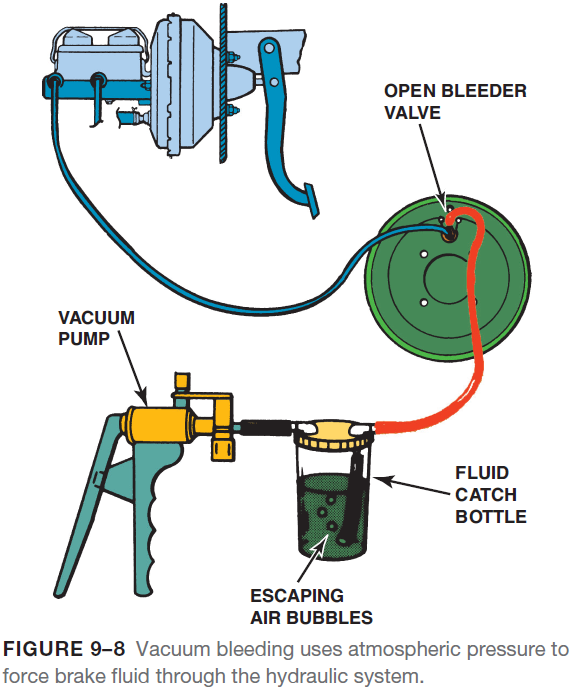 OPEN BLEEDER
VALVE
VACUUM
PUMP
FLUID
CATCH
BOTTLE
ESCAPING
AIR BUBBLES
FIGURE 9–8 Vacuum bleeding uses atmospheric pressure to
force brake fluid through the hydraulic system.